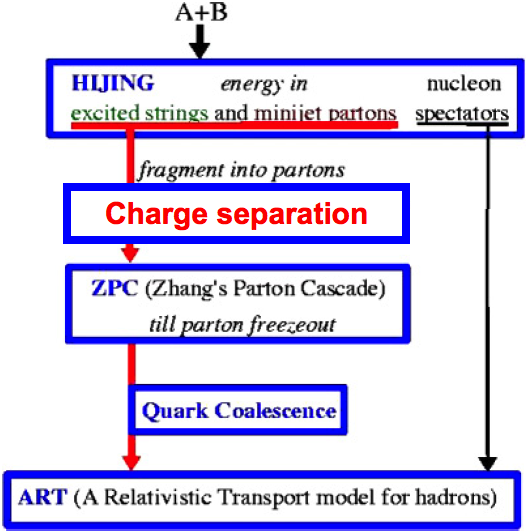 A+B
HIJING energy in nucleon
excited strings and minijet partons spectators
fragment into partons
Charge separation
ZPC (Zhang's Parton Cascade)
till parton freezeout
Quark Coalescence
ART (A Relativistic Transport model for hadrons)